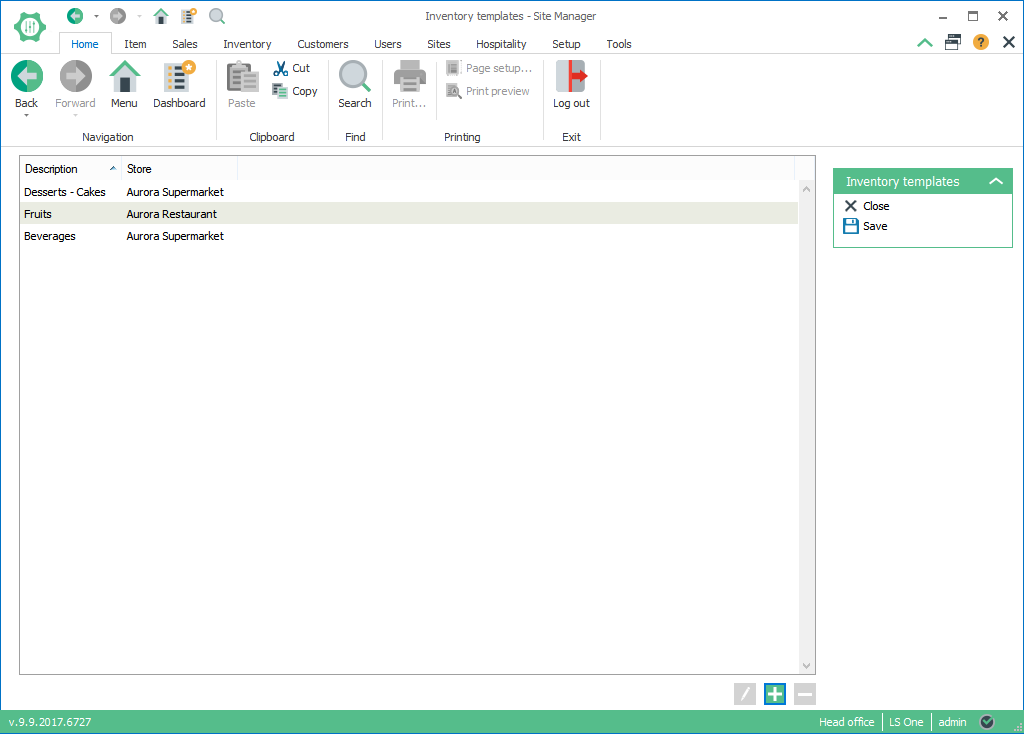 Inventory templates - Site Manager
Home Item Sales Inventory Customers Users Sites Hospitality Setup Tools
Back Forward Menu Dashboard Paste Cut Copy Search Print... Page setup... Print preview Log out
Navigation Clipboard Find Printing Exit
Description Store
Desserts - Cakes Aurora Supermarket
Fruits Aurora Restaurant
Beverages Aurora Supermarket
Inventory templates
Close
Save
v.9.9.2017.6727 Head office LS One admin